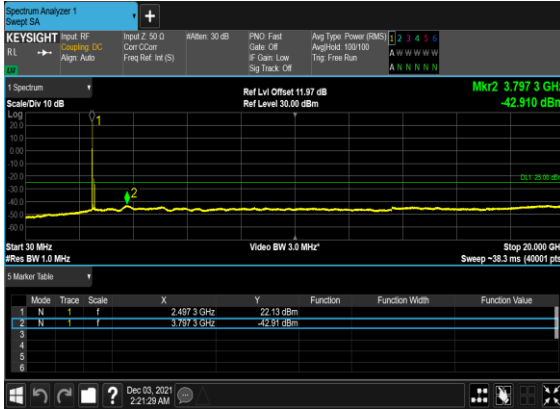 Spectrum Analyzer 1
Swept SA
+
KEYSIGHT Input: RF Input Z: 50 Ω #Atten: 30 dB PNO: Fast Avg Type: Power (RMS) 1 2 3 4 5 6
RL Coupling: DC Corr CCorr Gate: Off Avg|Hold: 100/100 A W W W W W
Align: Auto Freq Ref: Int (S) IF Gain: Low Trig: Free Run
Sig Track: Off A N N N N N
1 Spectrum Ref Lvl Offset 11.97 dB Mkr2 3.797 3 GHz
Scale/Div 10 dB Ref Level 30.00 dBm -42.910 dBm
Log
20.0
10.0
0.00
-10.0
-20.0
-30.0
-40.0
-50.0
-60.0
1
2
DL1 25.00 dBm
Start 30 MHz Video BW 3.0 MHz* Stop 20.000 GHz
#Res BW 1.0 MHz Sweep ~38.3 ms (40001 pts)
5 Marker Table
Mode Trace Scale X Y Function Function Width Function Value
1 N 1 f 2.497 3 GHz 22.13 dBm
2 N 1 f 3.797 3 GHz -42.91 dBm
3
4
5
6
? Dec 03, 2021
2:21:29 AM